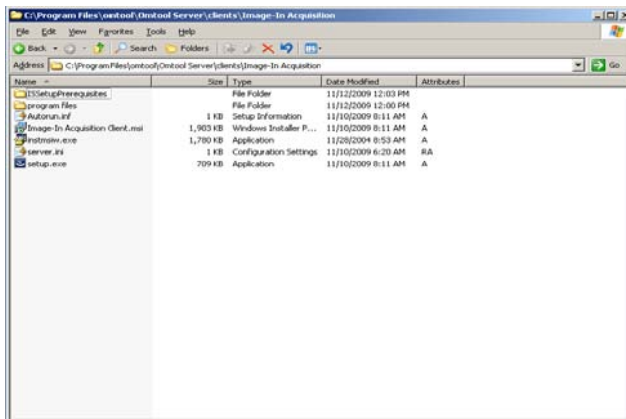 C:\Program Files\omtool\Omtool Server\clients\Image-In Acquisition
File Edit View Favorites Tools Help
Back Search Folders
Address C:\Program Files\omtool\Omtool Server\clients\Image-In Acquisition Go
Name Size Type Date Modified Attributes
ISSetupPrerequisites File Folder 11/12/2009 12:03 PM
program files File Folder 11/12/2009 12:00 PM
Autorun.inf 1 KB Setup Information 11/10/2009 8:11 AM A
Image-In Acquisition Client.msi 1,903 KB Windows Installer P... 11/10/2009 8:11 AM A
instmsiw.exe 1,780 KB Application 11/28/2004 8:53 AM A
server.ini 1 KB Configuration Settings 11/10/2009 6:20 AM RA
setup.exe 709 KB Application 11/10/2009 8:11 AM A